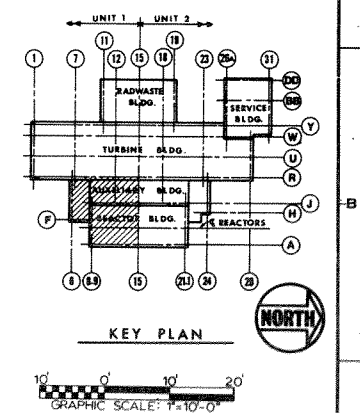 UNIT 1 UNIT 2
11 12 15 18 19
1 7 23 26A 31
RADWASTE BLDG.
SERVICE BLDG.
DD
BB
Y
W
TURBINE BLDG.
U
R
AUXILIARY BLDG.
J
F REACTOR BLDG. REACTORS H
B
A
6 8-9 15 21-1 24 28
NORTH
KEY PLAN
10' 0' 10' 20'
GRAPHIC SCALE: 1"=10'-0"